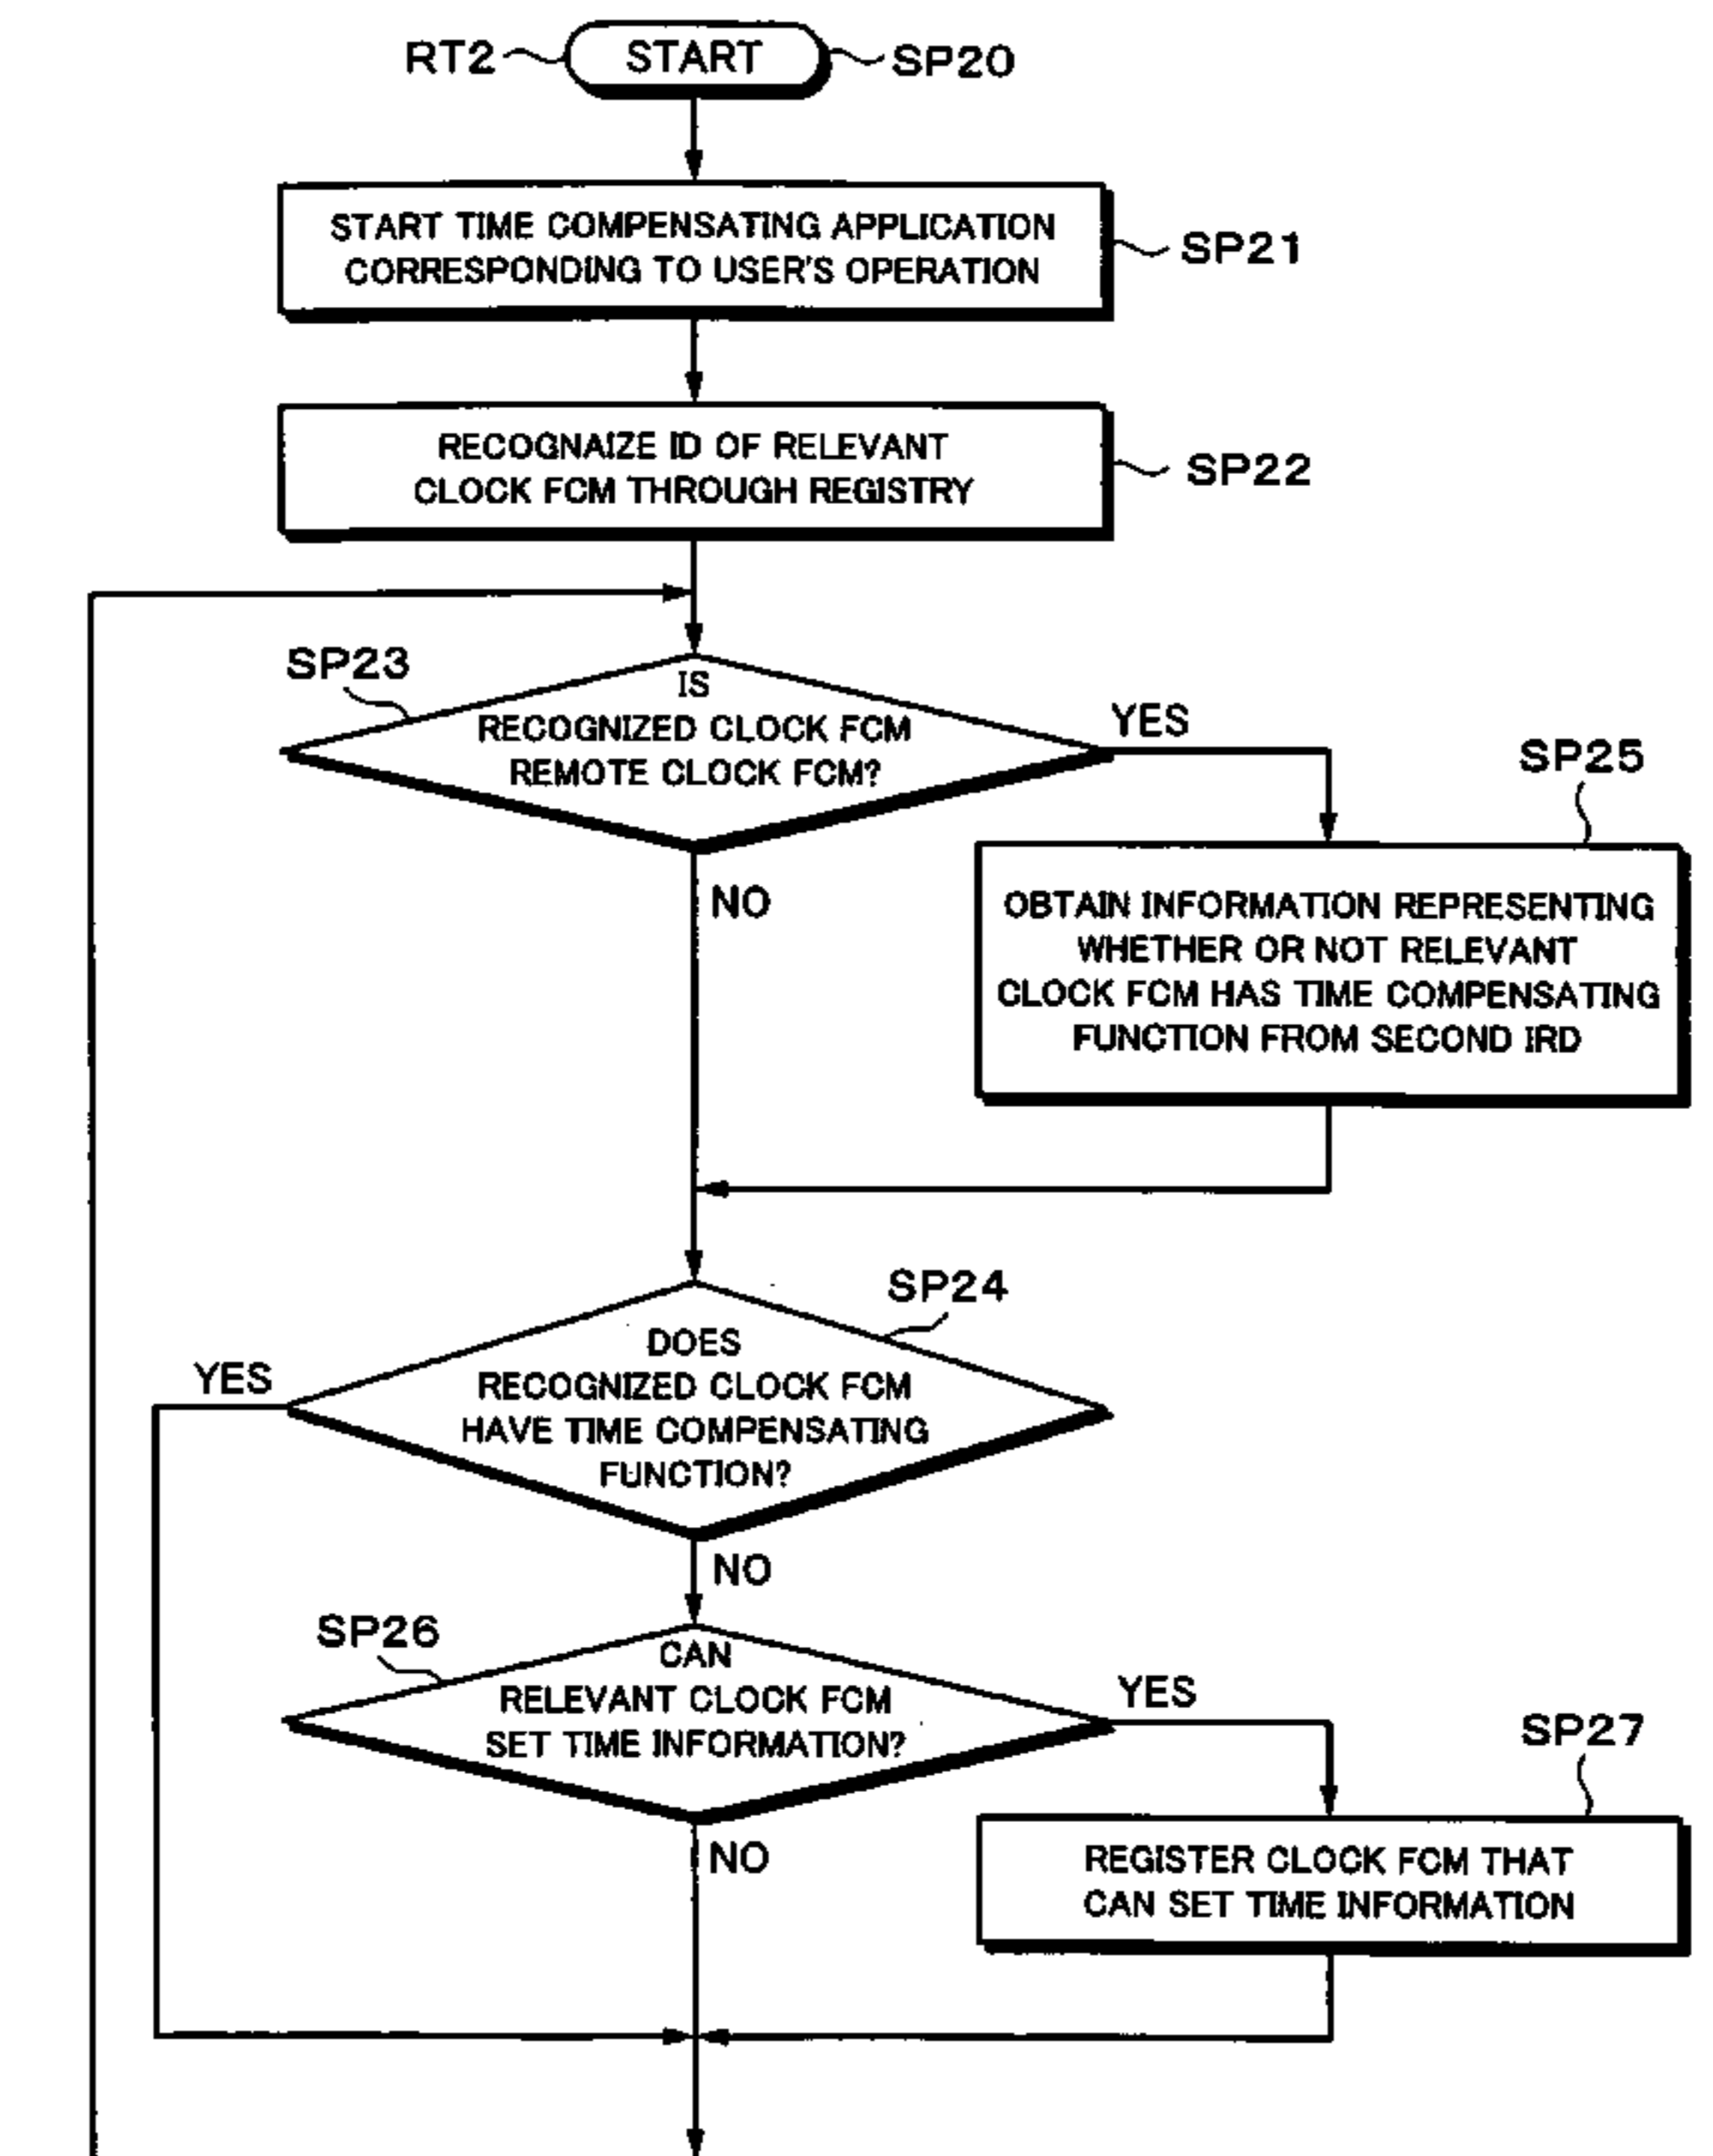 RT2
START
SP20
START TIME COMPENSATING APPLICATION
CORRESPONDING TO USER'S OPERATION
SP21
RECOGNAIZE ID OF RELEVANT
CLOCK FCM THROUGH REGISTRY
SP22
SP23
IS
RECOGNIZED CLOCK FCM
REMOTE CLOCK FCM?
YES
NO
SP25
OBTAIN INFORMATION REPRESENTING
WHETHER OR NOT RELEVANT
CLOCK FCM HAS TIME COMPENSATING
FUNCTION FROM SECOND IRD
SP24
DOES
RECOGNIZED CLOCK FCM
HAVE TIME COMPENSATING
FUNCTION?
YES
NO
SP26
CAN
RELEVANT CLOCK FCM
SET TIME INFORMATION?
YES
NO
SP27
REGISTER CLOCK FCM THAT
CAN SET TIME INFORMATION